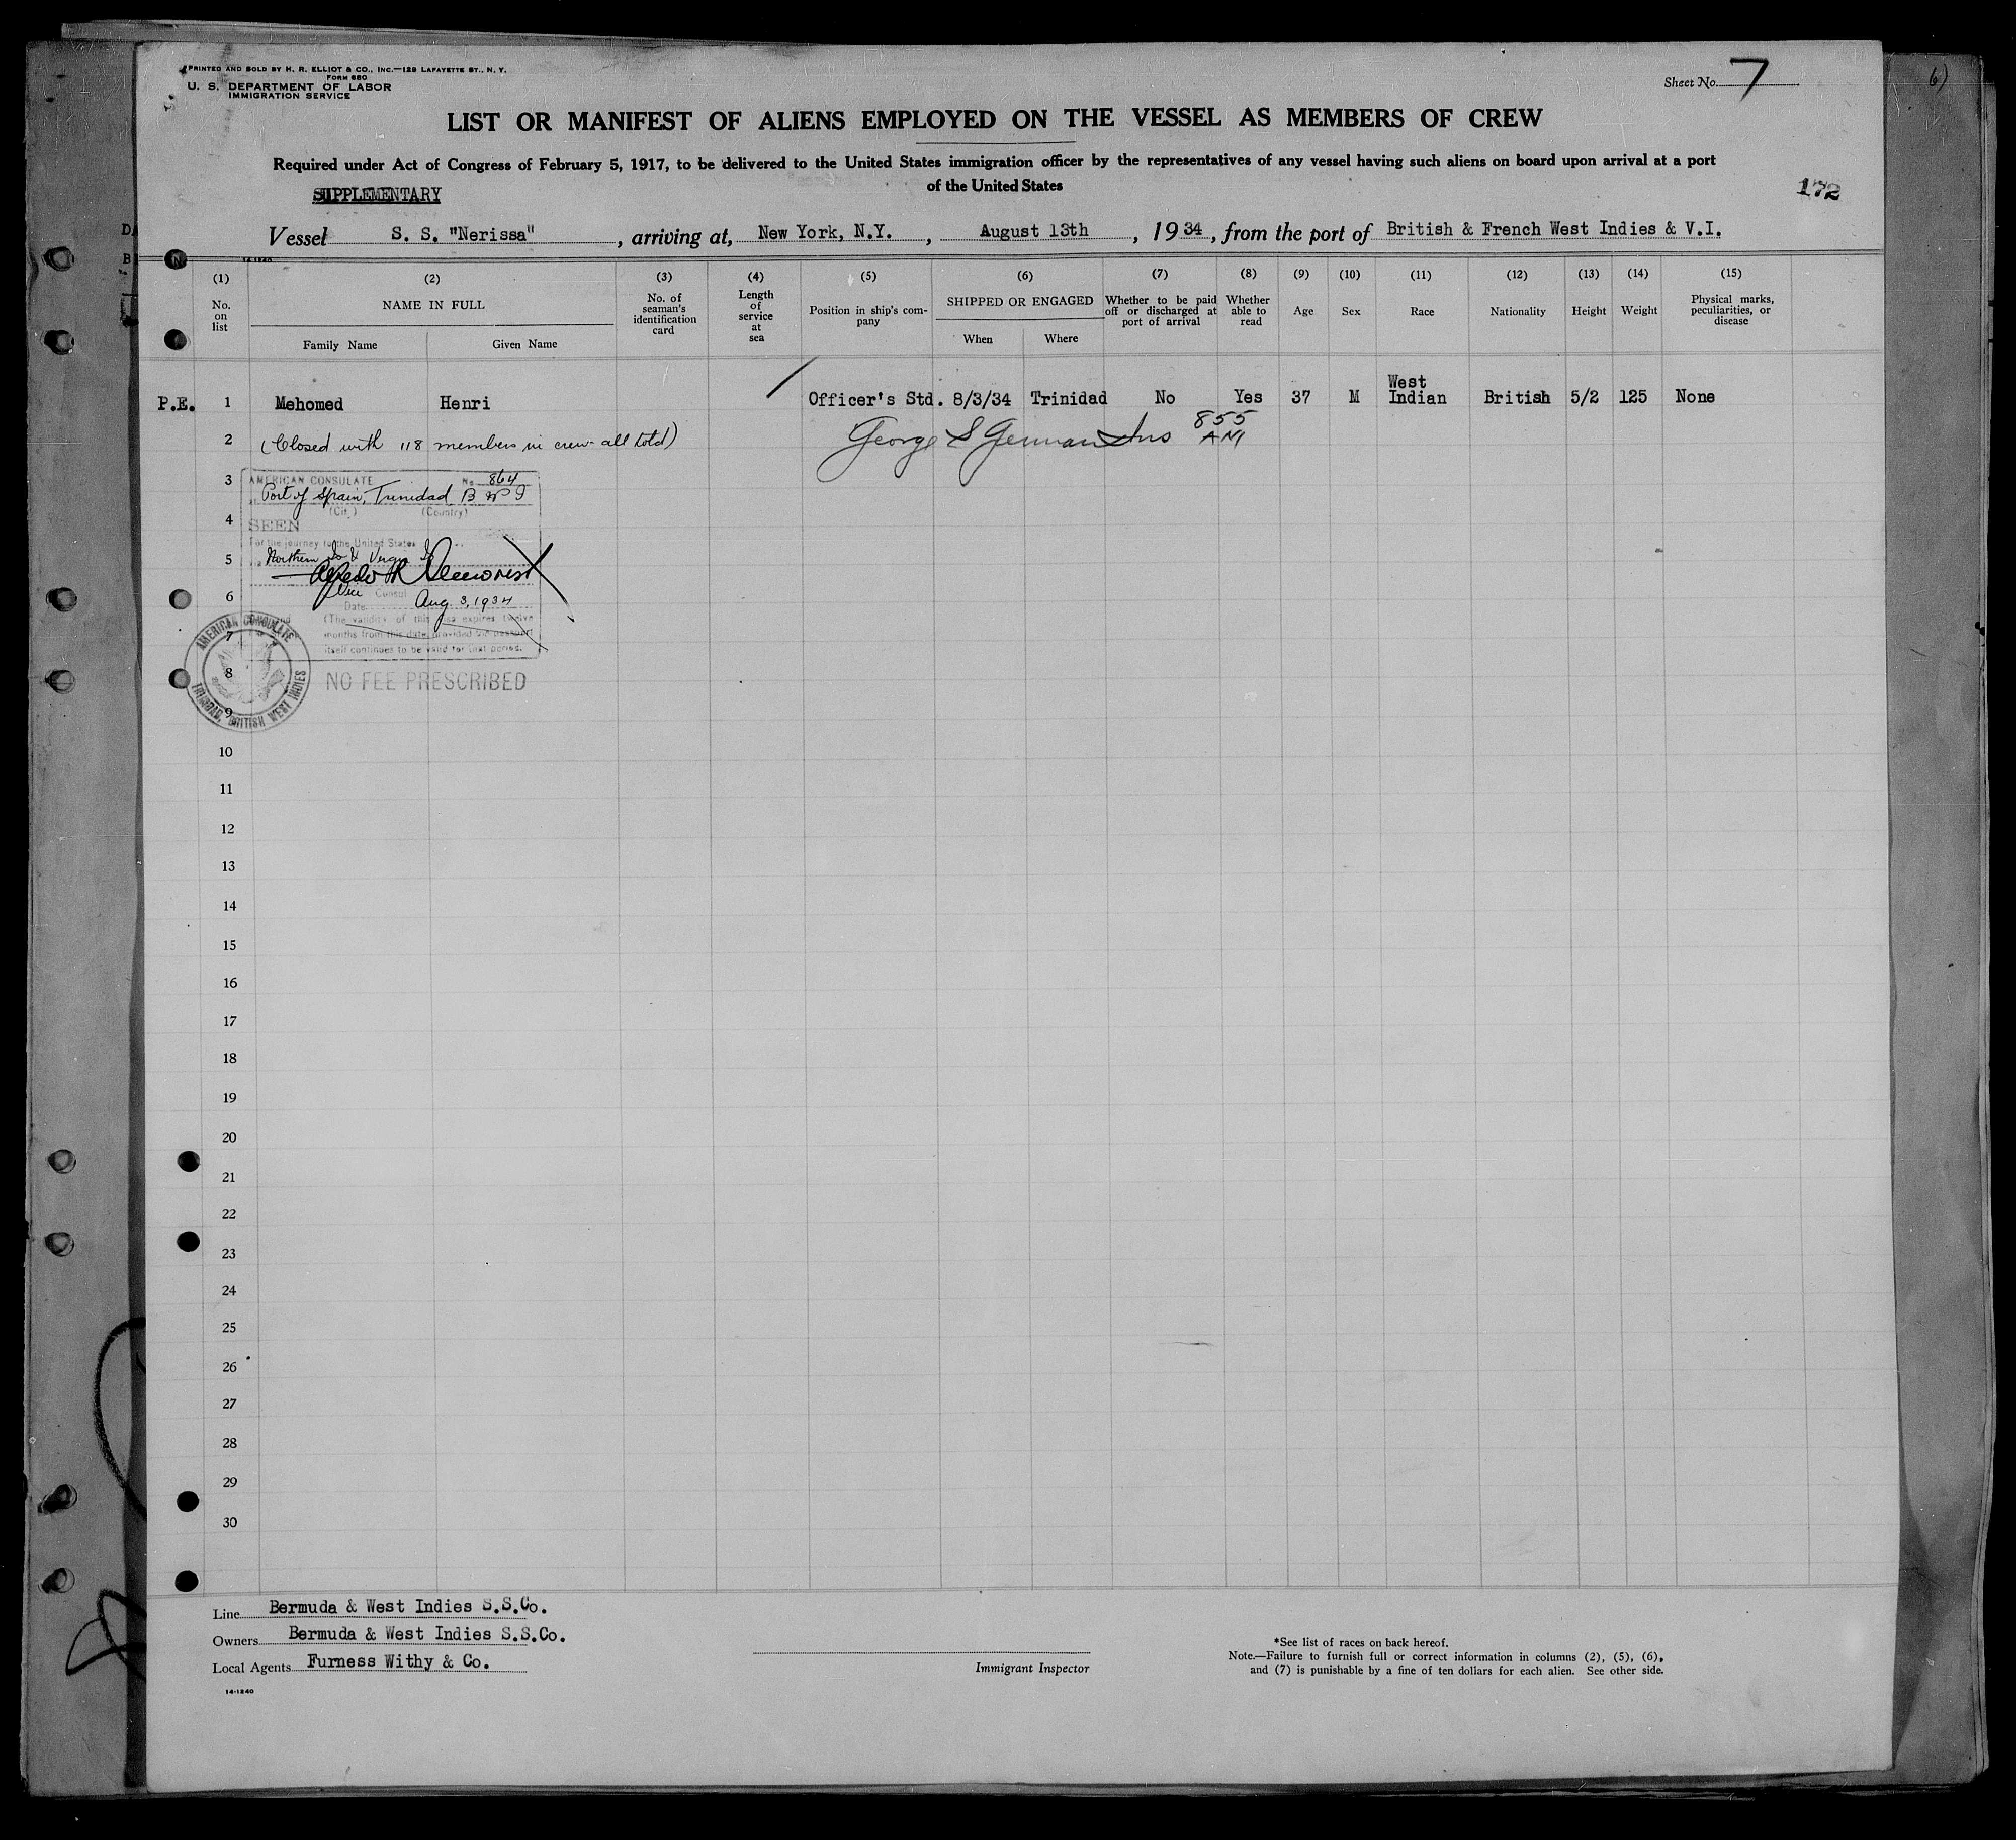 PRINTED AND SOLD BY H. R. ELLIOT & CO., INC.—129 LAFAYETTE ST., N. Y.
FORM 680
U. S. DEPARTMENT OF LABOR
IMMIGRATION SERVICE
Sheet No. 7
LIST OR MANIFEST OF ALIENS EMPLOYED ON THE VESSEL AS MEMBERS OF CREW
Required under Act of Congress of February 5, 1917, to be delivered to the United States immigration officer by the representatives of any vessel having such aliens on board upon arrival at a port
of the United States
SUPPLEMENTARY
172
Vessel S. S. "Nerissa", arriving at, New York, N.Y., August 13th, 1934, from the port of British & French West Indies & V.I.
(1) (2) (3) (4) (5) (6) (7) (8) (9) (10) (11) (12) (13) (14) (15)
No. on list
NAME IN FULL
Family Name Given Name
No. of seaman's identification card
Length of service at sea
Position in ship's company
SHIPPED OR ENGAGED
When Where
Whether to be paid off or discharged at port of arrival
Whether able to read
Age
Sex
Race
Nationality
Height
Weight
Physical marks, peculiarities, or disease
P.E. 1 Mehomed Henri Officer's Std. 8/3/34 Trinidad No Yes 37 M West Indian British 5/2 125 None
2 (Closed with 118 members in crew - all told) George S German Ins 855 AM
3 AMERICAN CONSULATE No. 864
Port of Spain, Trinidad B W I
(City) (Country)
4 SEEN
For the journey to the United States
5 Northern
6 Vice Consul
Date Aug. 3, 1934
(The validity of this visa expires twelve
7 months from this date, provided the passport
itself continues to be valid for that period.
AMERICAN CONSULATE
TRINIDAD, BRITISH WEST INDIES
8 NO FEE PRESCRIBED
9
10
11
12
13
14
15
16
17
18
19
20
21
22
23
24
25
26
27
28
29
30
Line Bermuda & West Indies S.S.Co.
Owners Bermuda & West Indies S.S.Co.
Local Agents Furness Withy & Co.
14-1240
Immigrant Inspector
*See list of races on back hereof.
Note.—Failure to furnish full or correct information in columns (2), (5), (6),
and (7) is punishable by a fine of ten dollars for each alien. See other side.